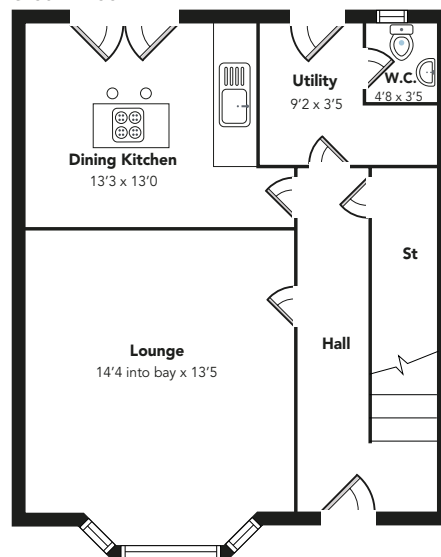 Utility
9'2 x 3'5
W.C.
4'8 x 3'5
Dining Kitchen
13'3 x 13'0
St
Hall
Lounge
14'4 into bay x 13'5